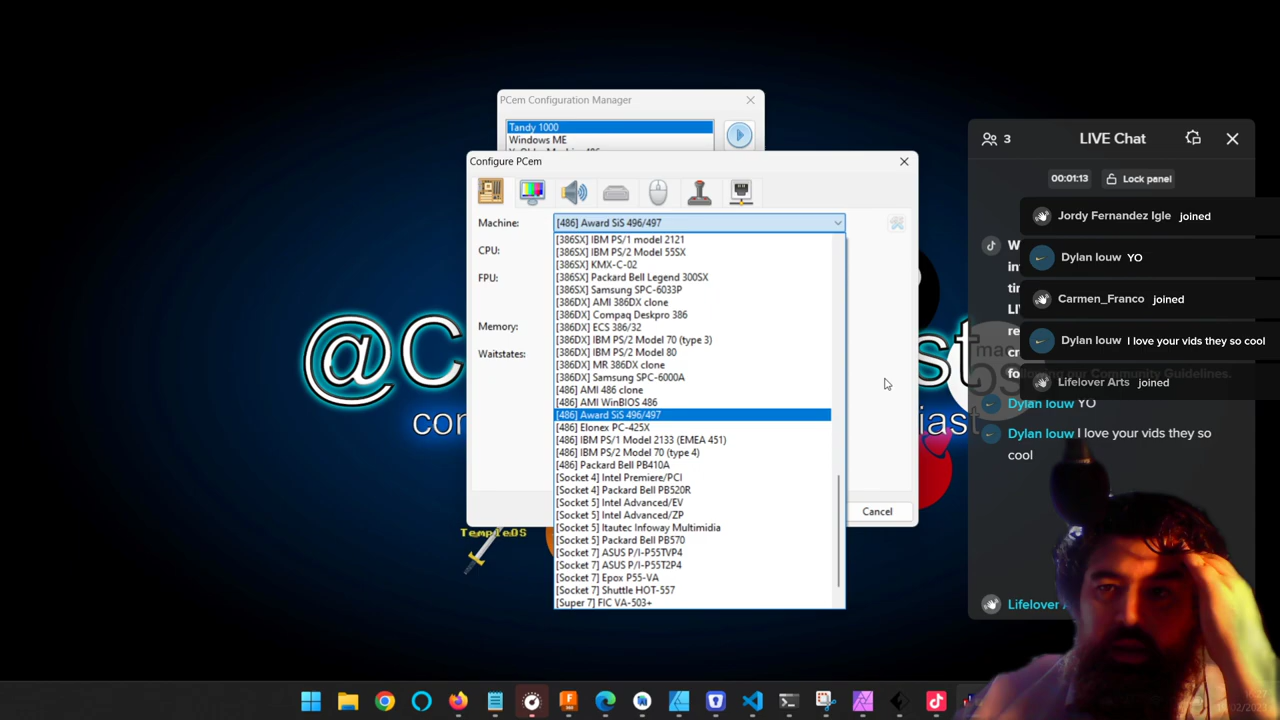 PCem Configuration Manager
Tandy 1000
Windows ME
Configure PCem
Machine:
[486] Award SiS 496/497
CPU:
FPU:
Memory:
Waitstates:
[386SX] IBM PS/1 model 2121
[386SX] IBM PS/2 Model 55SX
[386SX] KMX-C-02
[386SX] Packard Bell Legend 300SX
[386SX] Samsung SPC-6033P
[386DX] AMI 386DX clone
[386DX] Compaq Deskpro 386
[386DX] ECS 386/32
[386DX] IBM PS/2 Model 70 (type 3)
[386DX] IBM PS/2 Model 80
[386DX] MR 386DX clone
[386DX] Samsung SPC-6000A
[486] AMI 486 clone
[486] AMI WinBIOS 486
[486] Award SiS 496/497
[486] Elonex PC-425X
[486] IBM PS/1 Model 2133 (EMEA 451)
[486] IBM PS/2 Model 70 (type 4)
[486] Packard Bell PB410A
[Socket 4] Intel Premiere/PCI
[Socket 4] Packard Bell PB520R
[Socket 5] Intel Advanced/EV
[Socket 5] Intel Advanced/ZP
[Socket 5] Itautec Infoway Multimidia
[Socket 5] Packard Bell PB570
[Socket 7] ASUS P/I-P55TVP4
[Socket 7] ASUS P/I-P55T2P4
[Socket 7] Epox P55-VA
[Socket 7] Shuttle HOT-557
[Super 7] FIC VA-503+
Cancel
@C
st
con
iast
TempleOS
3
LIVE Chat
00:01:13
Lock panel
Jordy Fernandez Igle joined
Dylan louw YO
Carmen_Franco joined
Dylan louw I love your vids they so cool
Lifelover Arts joined
following our Community Guidelines.
Dylan louw YO
Dylan louw I love your vids they so
cool
Lifelover